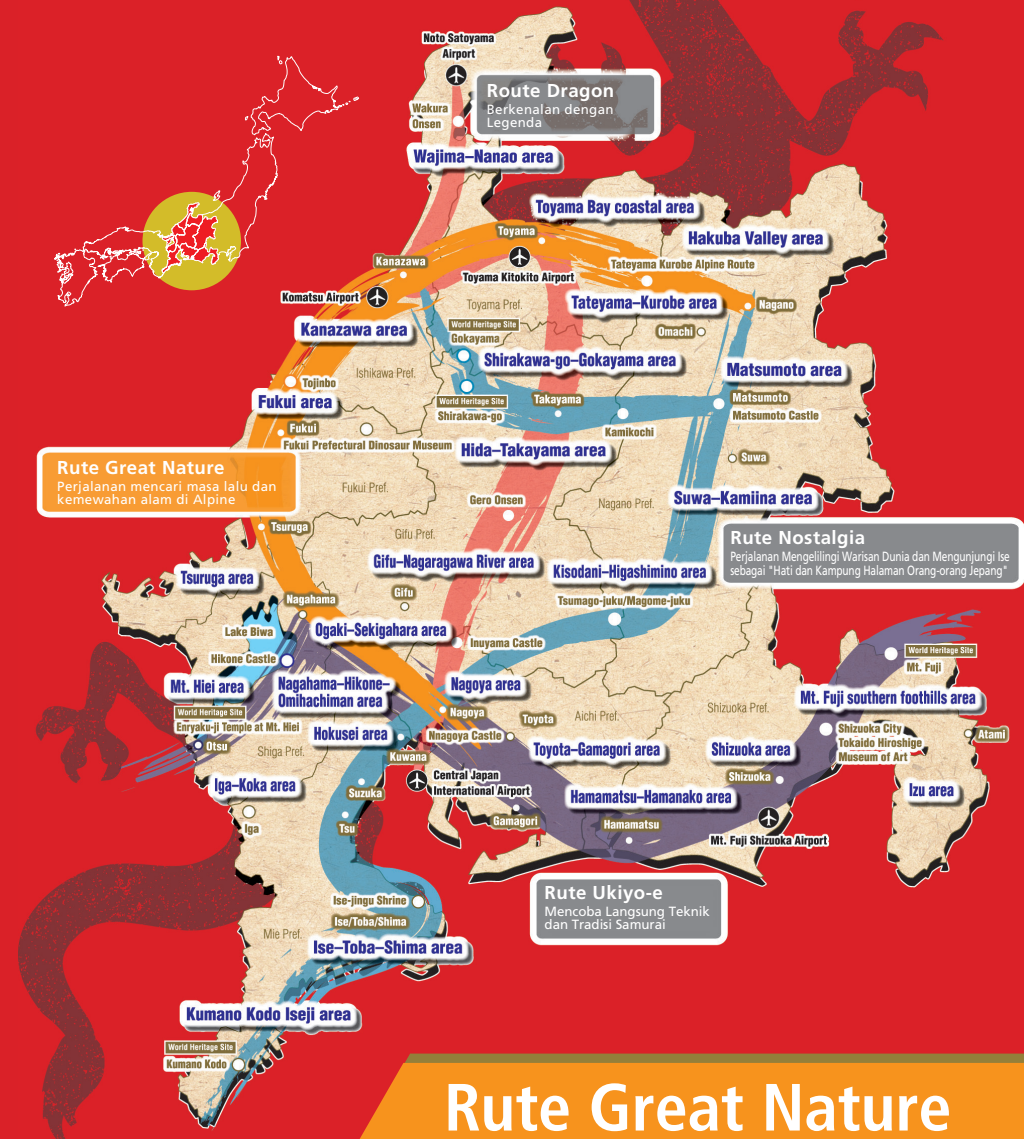 Noto Satoyama
Airport
Route Dragon
Berkenalan dengan
Legenda
Wakura
Onsen
Wajima–Nanao area
Toyama Bay coastal area
Toyama
Hakuba Valley area
Kanazawa
Tateyama Kurobe Alpine Route
Toyama Kitokito Airport
Komatsu Airport
Toyama Pref.
Tateyama–Kurobe area
Nagano
Kanazawa area
World Heritage Site
Gokayama
Omachi
Shirakawa-go–Gokayama area
Ishikawa Pref.
Matsumoto area
Tojinbo
Fukui area
World Heritage Site
Shirakawa-go
Takayama
Matsumoto
Matsumoto Castle
Kamikochi
Fukui
Fukui Prefectural Dinosaur Museum
Hida–Takayama area
Suwa
Rute Great Nature
Perjalanan mencari masa lalu dan
kemewahan alam di Alpine
Fukui Pref.
Gero Onsen
Nagano Pref.
Suwa–Kamiina area
Tsuruga
Gifu Pref.
Rute Nostalgia
Perjalanan Mengelilingi Warisan Dunia dan Mengunjungi Ise
sebagai "Hati dan Kampung Halaman Orang-orang Jepang"
Tsuruga area
Gifu–Nagaragawa River area
Kisodani–Higashimino area
Nagahama
Gifu
Tsumago-juku/Magome-juku
Lake Biwa
Ogaki–Sekigahara area
Inuyama Castle
Hikone Castle
World Heritage Site
Mt. Fuji
Mt. Hiei area
Nagahama–Hikone–
Omihachiman area
Nagoya area
Mt. Fuji southern foothills area
World Heritage Site
Enryaku-ji Temple at Mt. Hiei
Nagoya
Toyota
Aichi Pref.
Shizuoka Pref.
Hokusei area
Nnagoya Castle
Shizuoka City
Tokaido Hiroshige
Museum of Art
Atami
Otsu
Shiga Pref.
Kuwana
Toyota–Gamagori area
Shizuoka area
Iga–Koka area
Central Japan
International Airport
Shizuoka
Izu area
Suzuka
Hamamatsu–Hamanako area
Iga
Tsu
Gamagori
Hamamatsu
Mt. Fuji Shizuoka Airport
Rute Ukiyo-e
Mencoba Langsung Teknik
dan Tradisi Samurai
Ise-jingu Shrine
Ise/Toba/Shima
Mie Pref.
Ise–Toba–Shima area
Kumano Kodo Iseji area
World Heritage Site
Kumano Kodo
Rute Great Nature